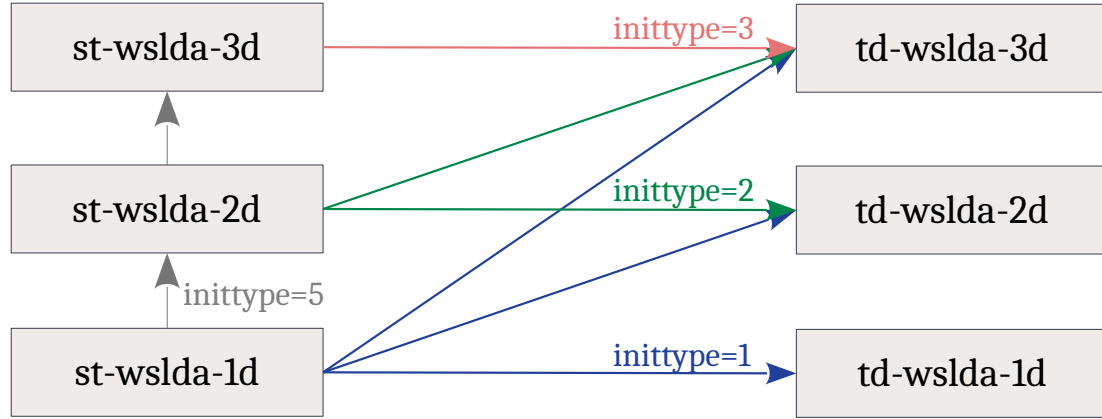 st-wslda-3d
inittype=3
td-wslda-3d
st-wslda-2d
inittype=2
td-wslda-2d
inittype=5
st-wslda-1d
inittype=1
td-wslda-1d